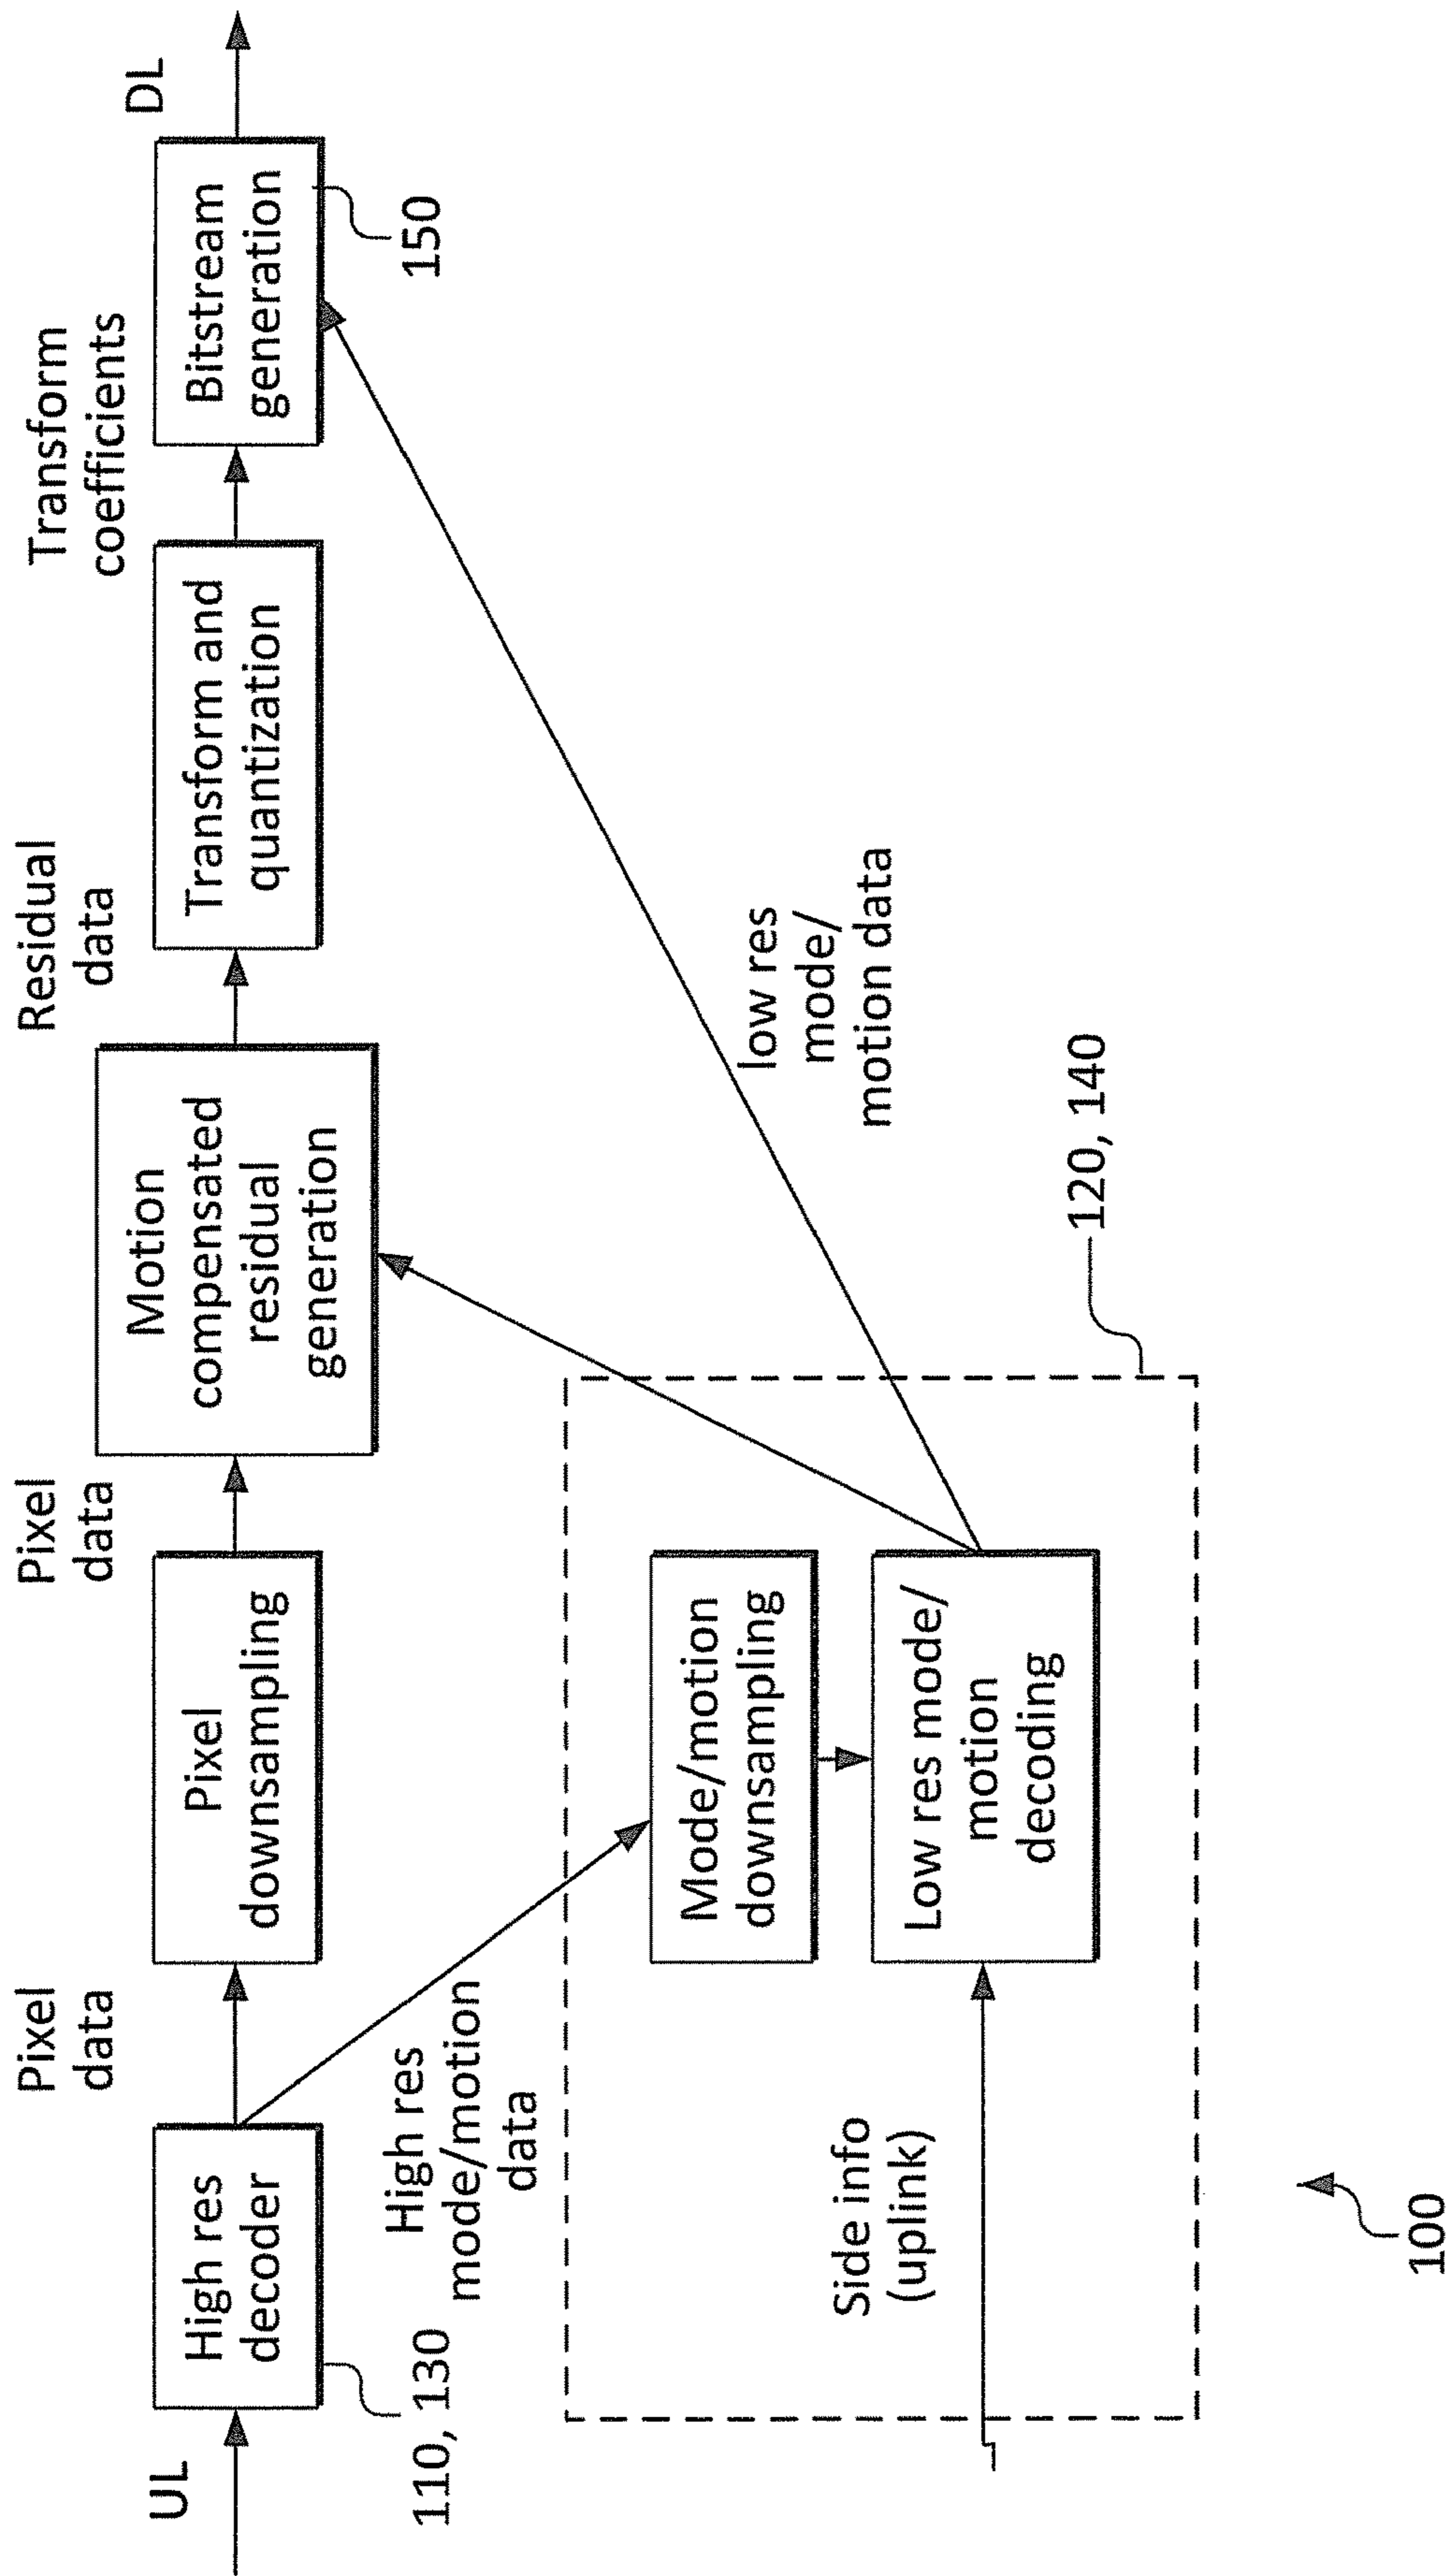 UL
High res
decoder
110, 130
Pixel
data
Pixel
downsampling
Pixel
data
Motion
compensated
residual
generation
Residual
data
Transform and
quantization
Transform
coefficients
Bitstream
generation
150
DL
High res
mode/motion
data
Mode/motion
downsampling
Side info
(uplink)
Low res mode/
motion
decoding
low res
mode/
motion data
120, 140
100